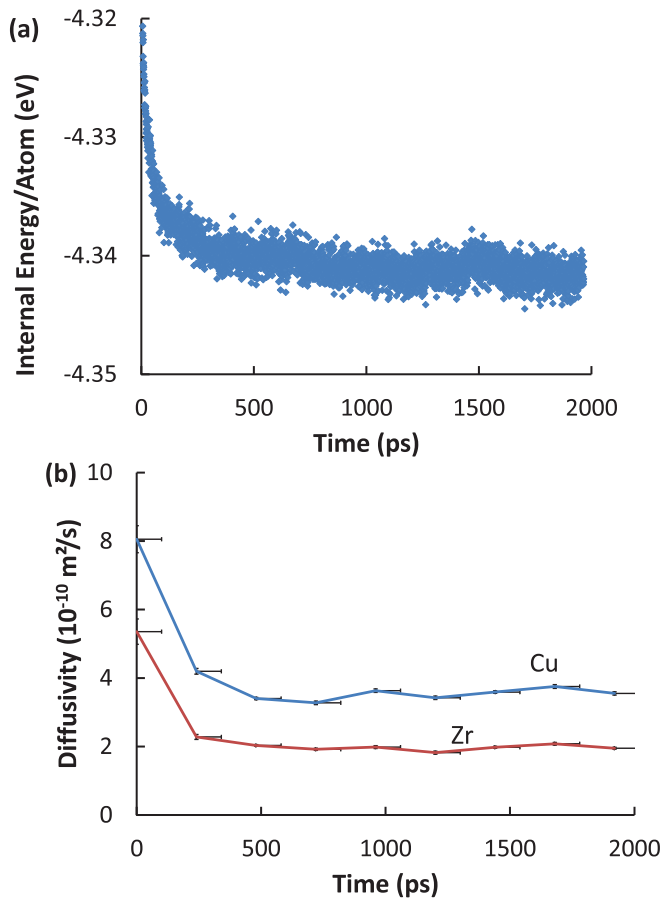 (a)
Internal Energy/Atom (eV)
-4.32
-4.33
-4.34
-4.35
0 500 1000 1500 2000
Time (ps)
(b)
Diffusivity (10⁻¹⁰ m²/s)
10
8
6
4
2
0
Cu
Zr
0 500 1000 1500 2000
Time (ps)